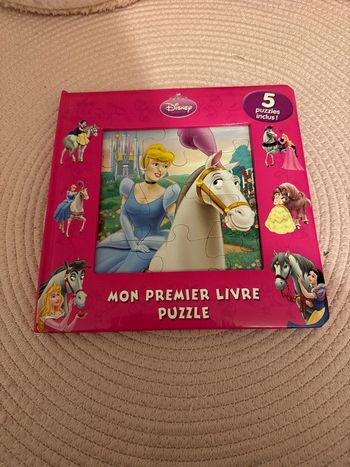 Disney
5
puzzles
inclus !
MON PREMIER LIVRE
PUZZLE